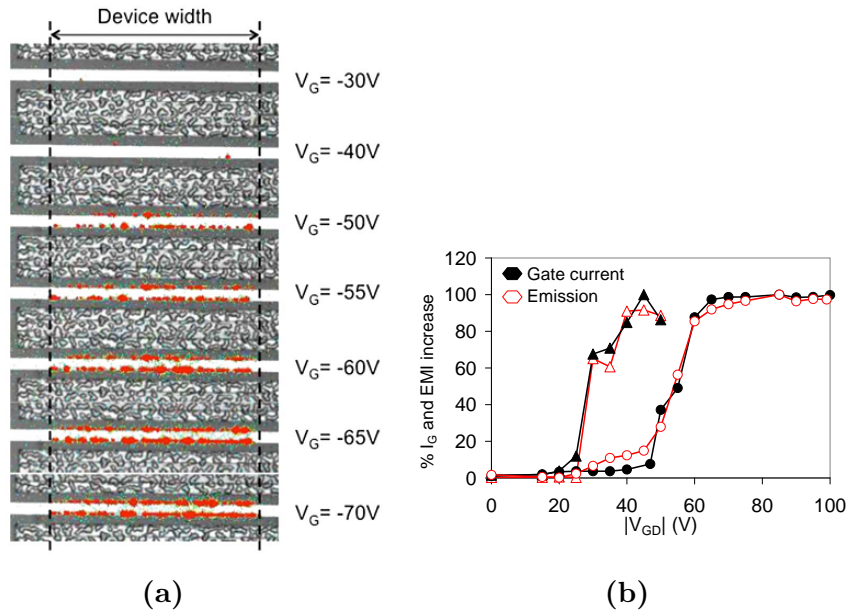 Device width
V_G= -30V
V_G= -40V
V_G= -50V
V_G= -55V
V_G= -60V
V_G= -65V
V_G= -70V
(a)
120
100
80
60
40
20
0
% I_G and EMI increase
Gate current
Emission
0 20 40 60 80 100
|V_GD| (V)
(b)